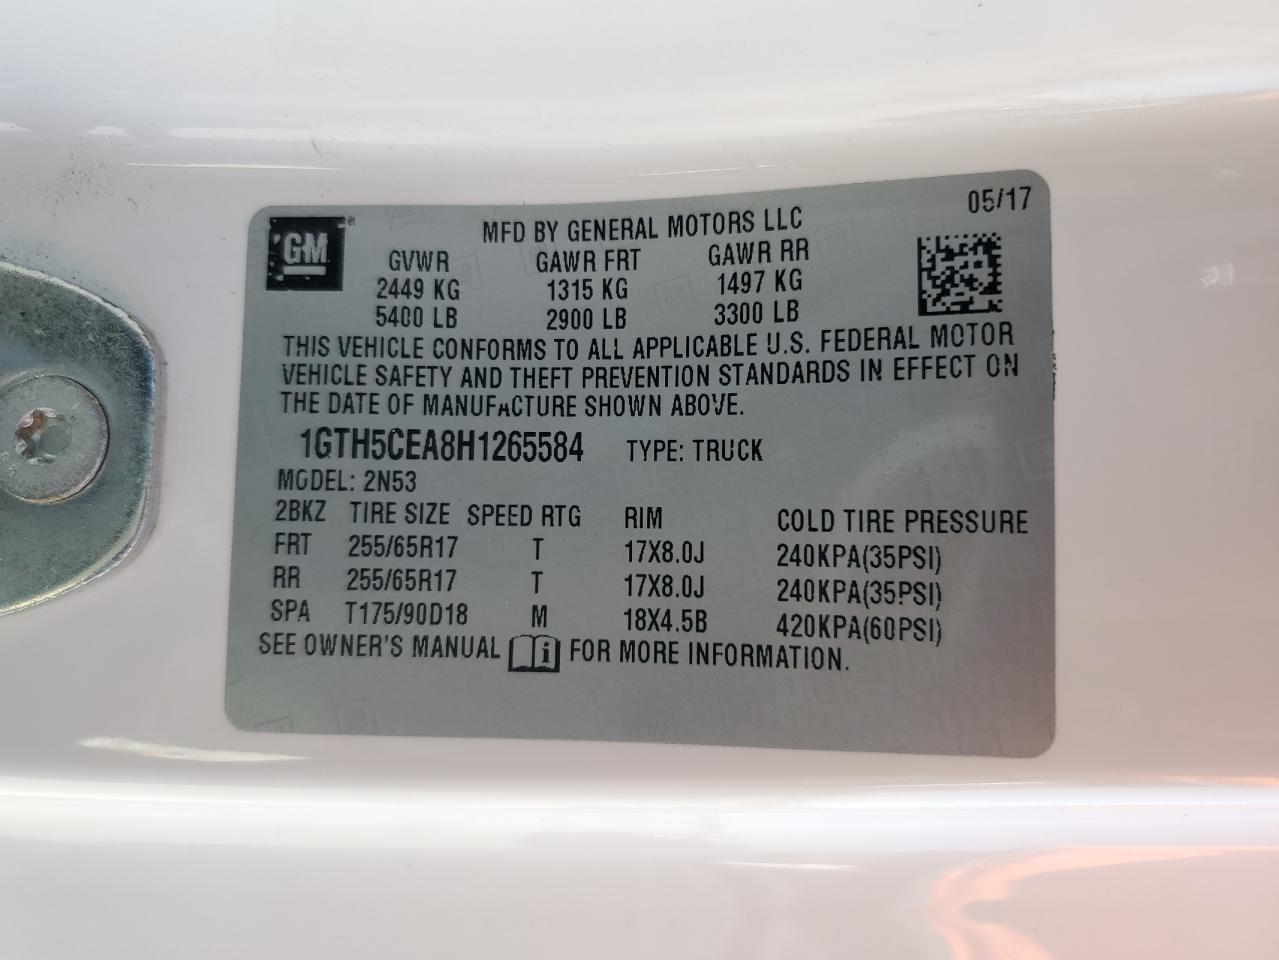 GM ®
MFD BY GENERAL MOTORS LLC
05/17
GVWR GAWR FRT GAWR RR
2449 KG 1315 KG 1497 KG
5400 LB 2900 LB 3300 LB
THIS VEHICLE CONFORMS TO ALL APPLICABLE U.S. FEDERAL MOTOR
VEHICLE SAFETY AND THEFT PREVENTION STANDARDS IN EFFECT ON
THE DATE OF MANUFACTURE SHOWN ABOVE.
1GTH5CEA8H1265584 TYPE: TRUCK
MODEL: 2N53
2BKZ TIRE SIZE SPEED RTG RIM COLD TIRE PRESSURE
FRT 255/65R17 T 17X8.0J 240KPA(35PSI)
RR 255/65R17 T 17X8.0J 240KPA(35PSI)
SPA T175/90D18 M 18X4.5B 420KPA(60PSI)
SEE OWNER'S MANUAL i FOR MORE INFORMATION.